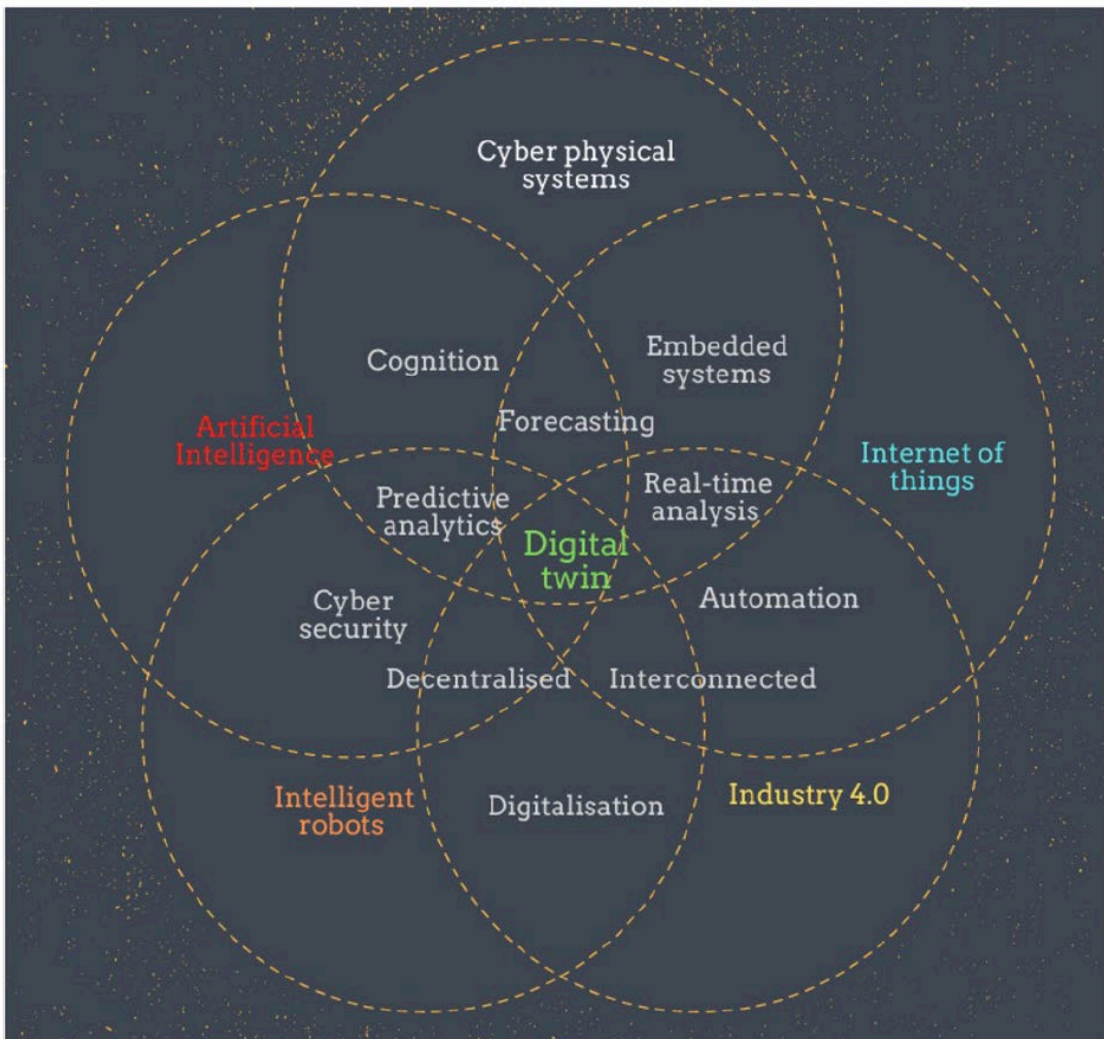 Cyber physical
systems
Cognition
Embedded
systems
Forecasting
Artificial
Intelligence
Internet of
things
Predictive
analytics
Real-time
analysis
Digital
twin
Cyber
security
Automation
Decentralised
Interconnected
Intelligent
robots
Digitalisation
Industry 4.0